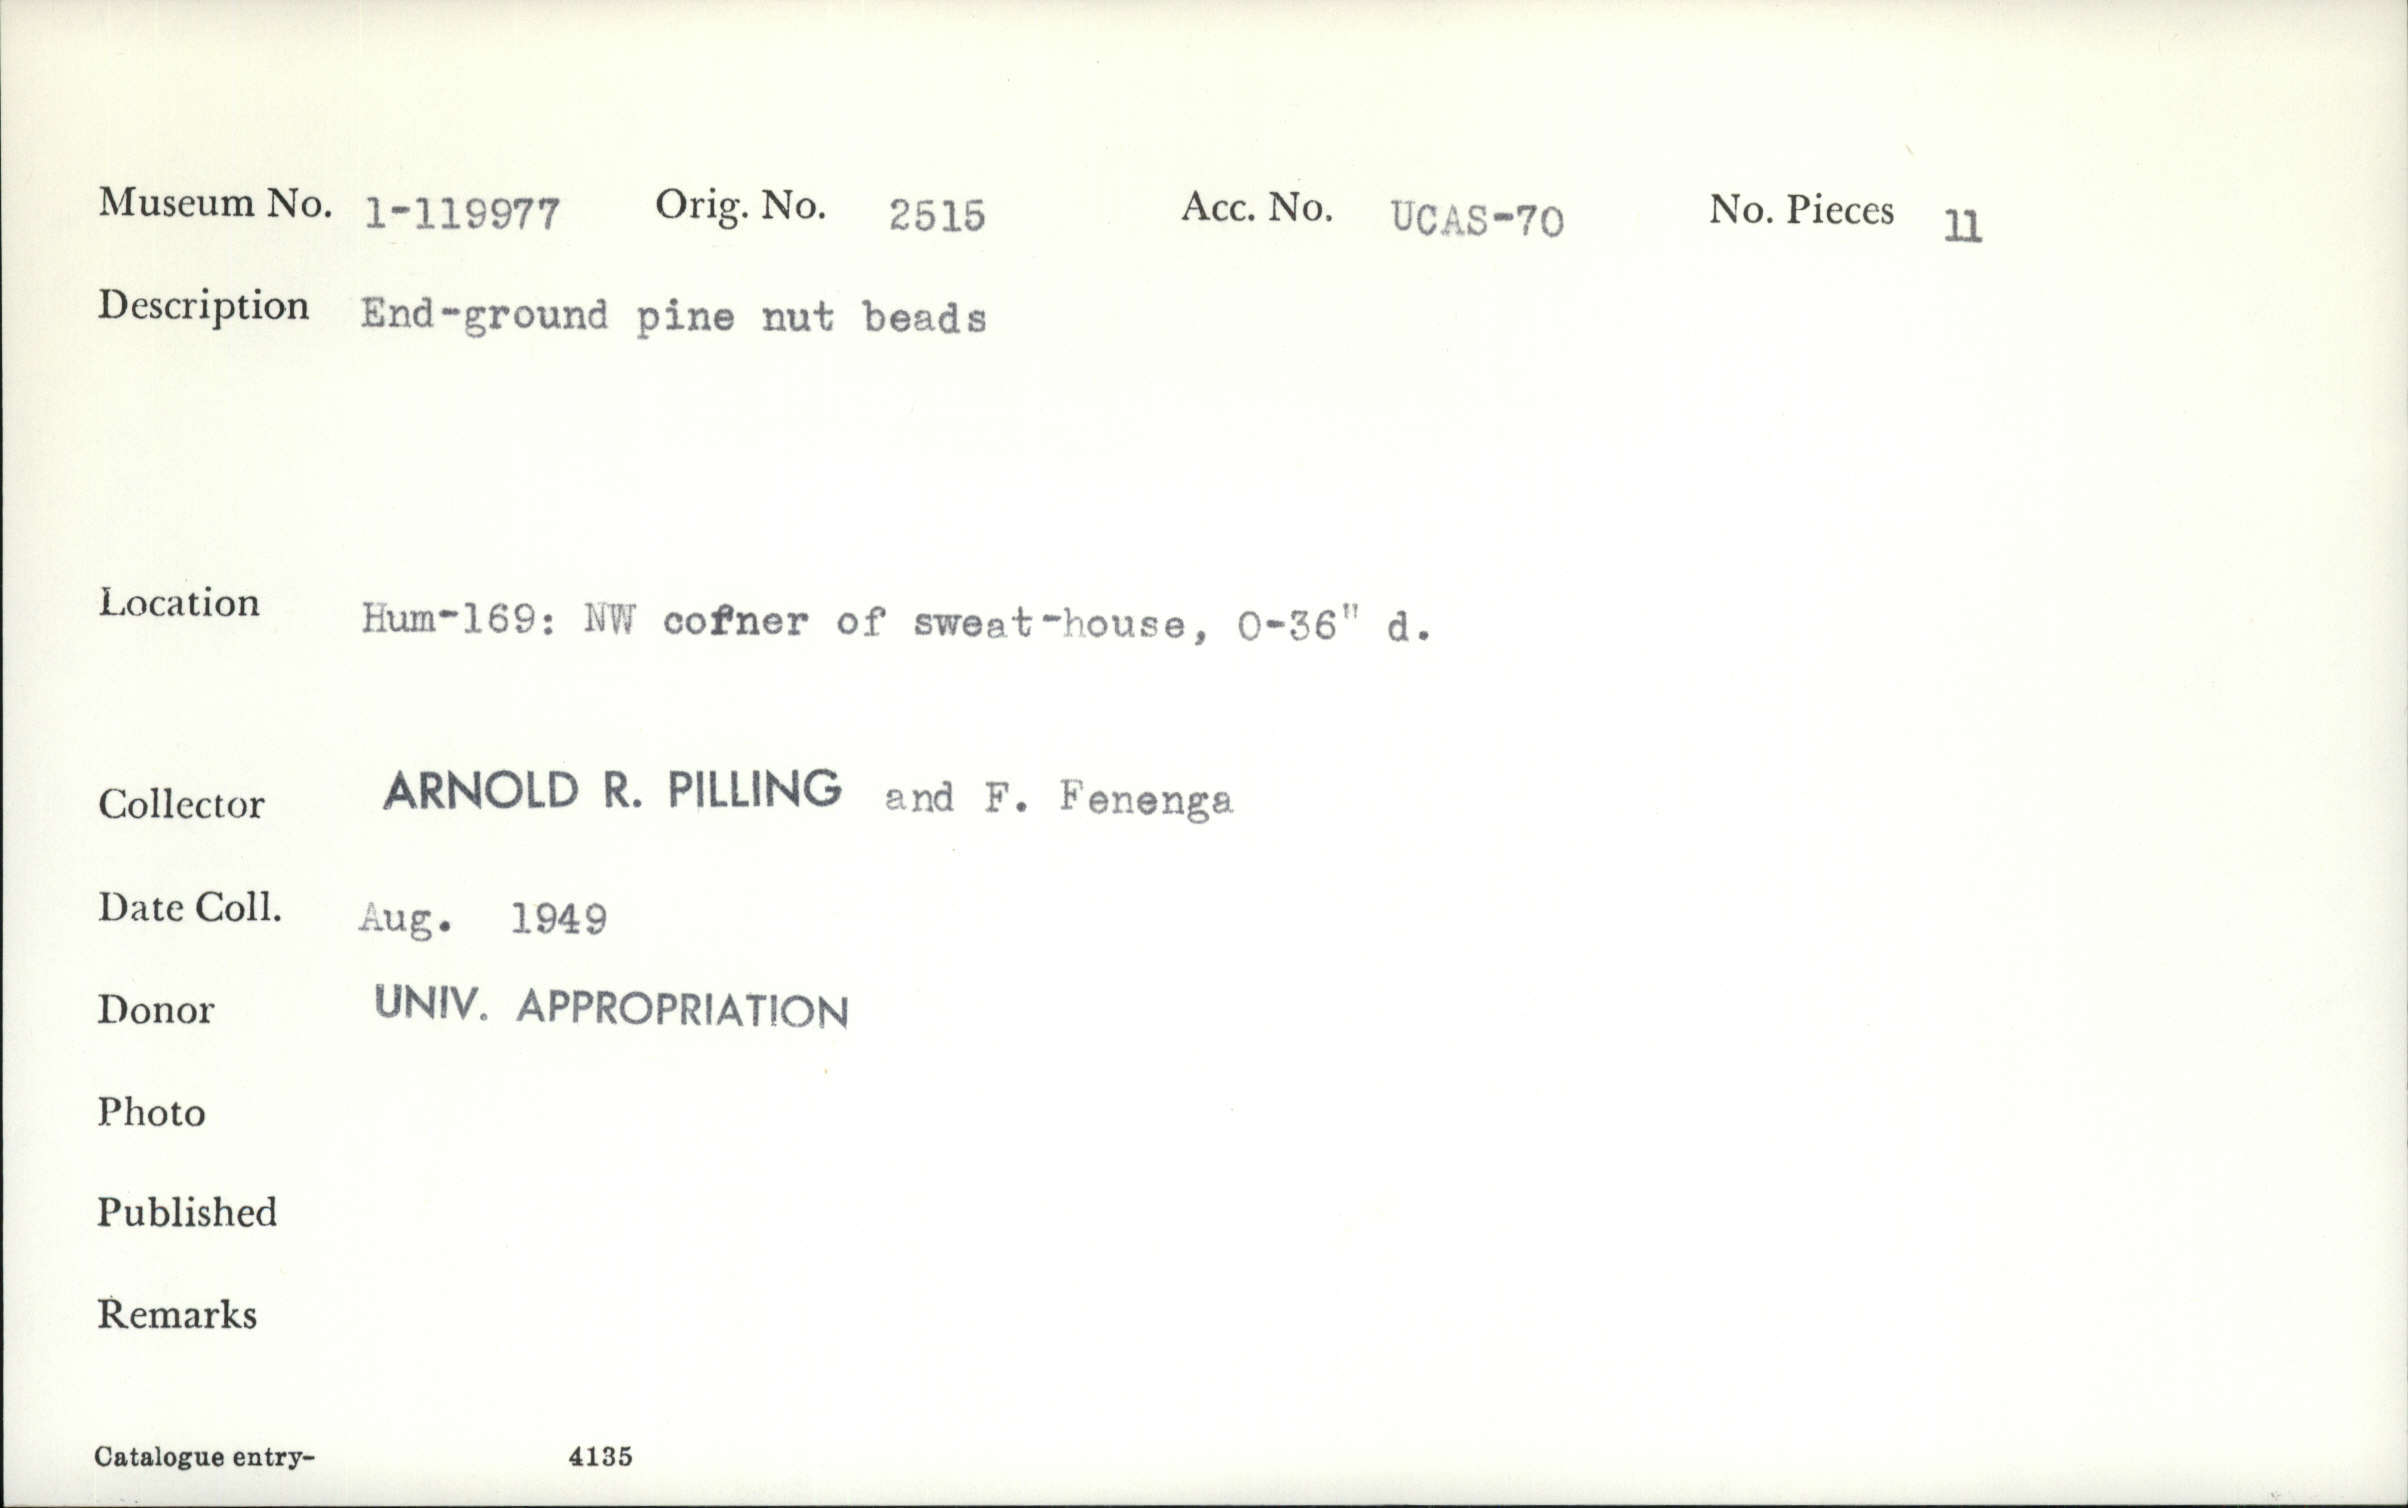 Museum No. 1-119977 Orig. No. 2515 Acc. No. UCAS-70 No. Pieces 11
Description End-ground pine nut beads
Location Hum-169: NW corner of sweat-house, 0-36" d.
Collector ARNOLD R. PILLING and F. Fenenga
Date Coll. Aug. 1949
Donor UNIV. APPROPRIATION
Photo
Published
Remarks
Catalogue entry- 4135